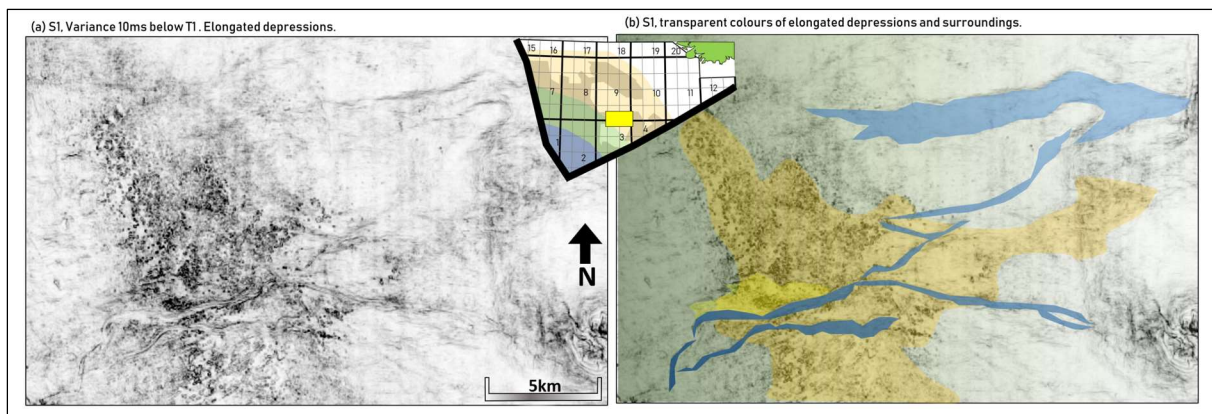 (a) S1, Variance 10ms below T1 . Elongated depressions.
(b) S1, transparent colours of elongated depressions and surroundings.
15 16 17 18 19 20
7 9 10 11 12
1 2 3 4
N
5km